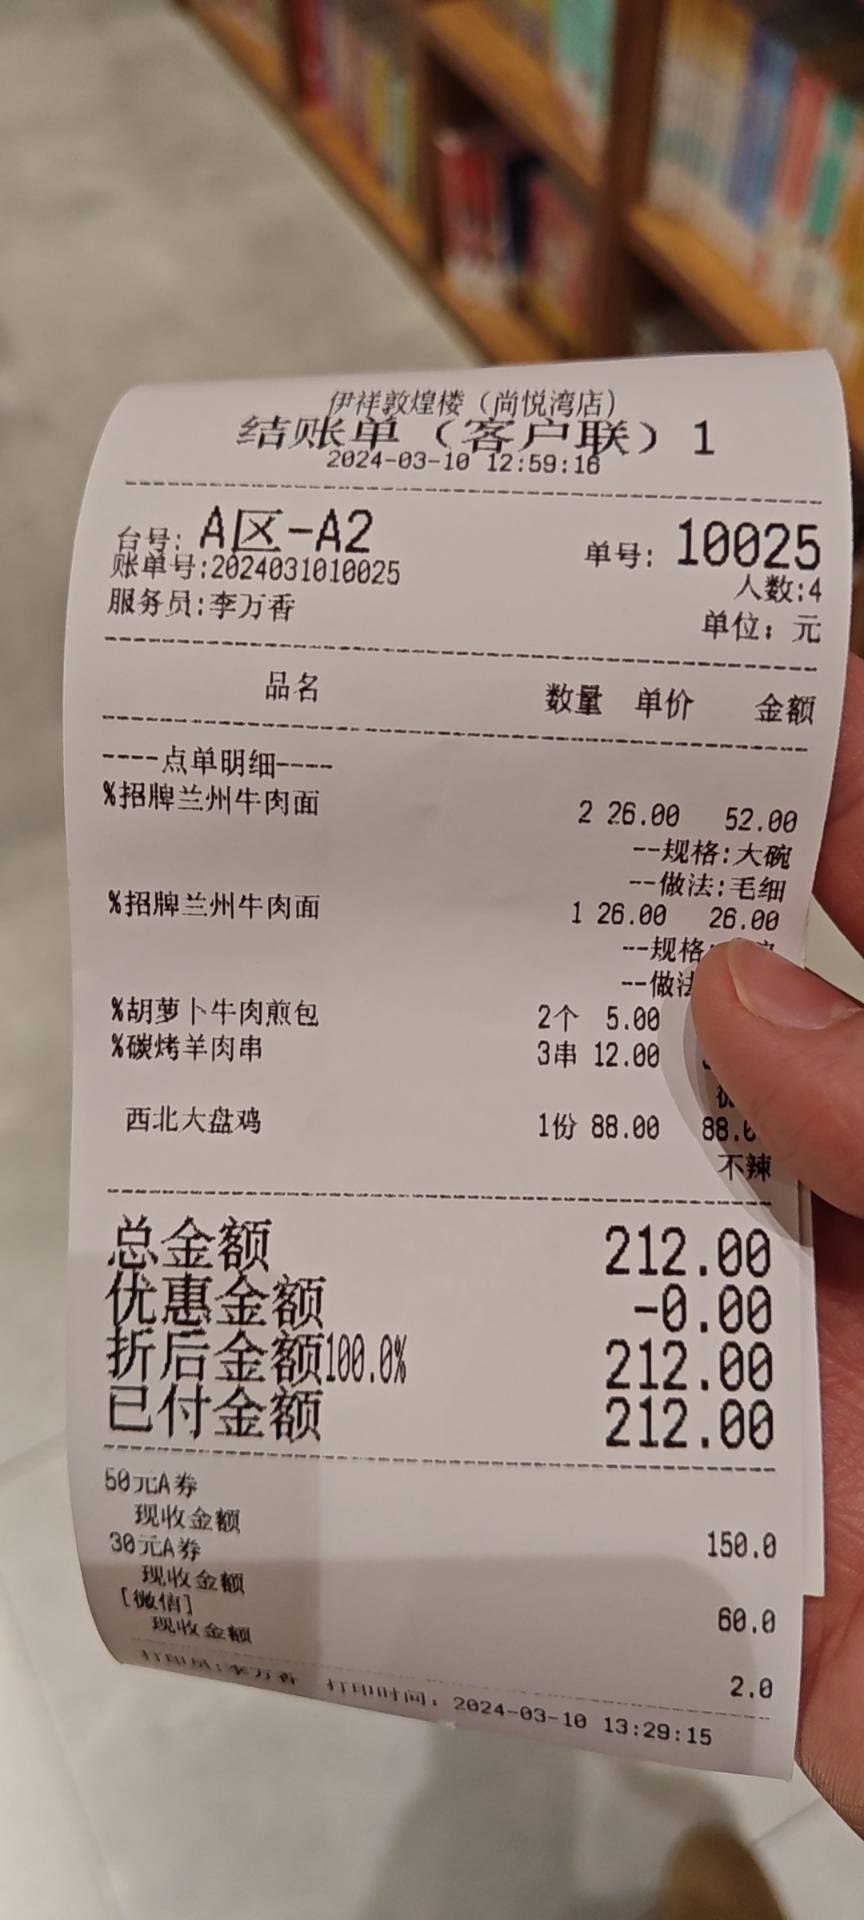 伊祥敦煌楼（尚悦湾店）
结账单（客户联）1
2024-03-10 12:59:16
台号: A区-A2 单号: 10025
账单号:2024031010025 人数:4
服务员:李万香 单位: 元
品名 数量 单价 金额
----点单明细----
%招牌兰州牛肉面 2 26.00 52.00
--规格:大碗
--做法:毛细
%招牌兰州牛肉面 1 26.00 26.00
--规格
--做法
%胡萝卜牛肉煎包 2个 5.00
%碳烤羊肉串 3串 12.00
西北大盘鸡 1份 88.00 88.0
不辣
总金额 212.00
优惠金额 -0.00
折后金额100.0% 212.00
已付金额 212.00
50元A券
现收金额 150.0
30元A券
现收金额 60.0
[微信]
现收金额 2.0
打印员:李万香 打印时间: 2024-03-10 13:29:15